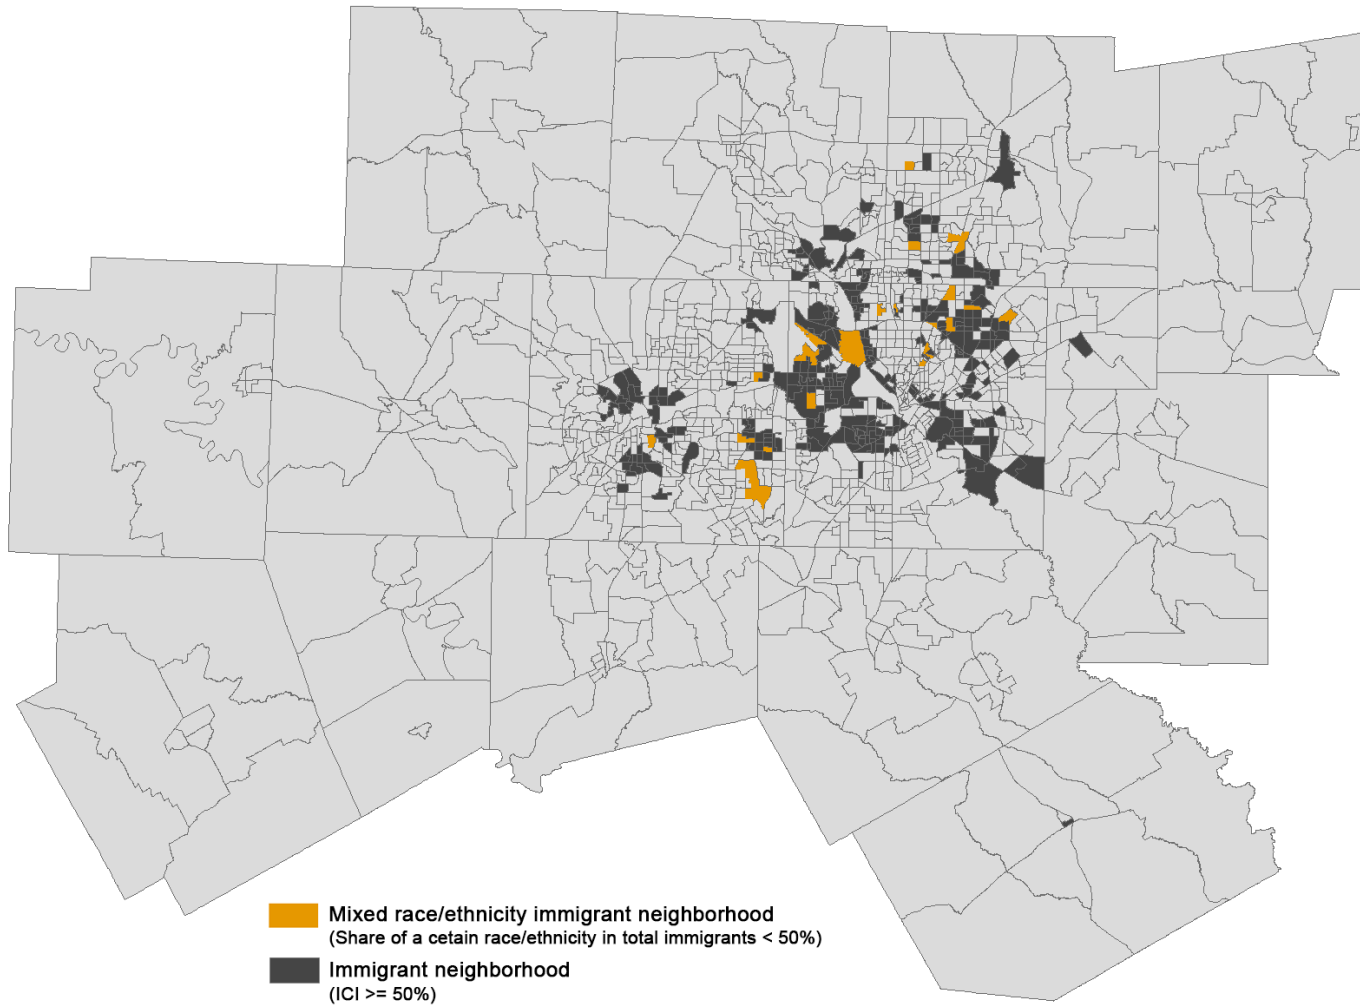 Mixed race/ethnicity immigrant neighborhood
(Share of a cetain race/ethnicity in total immigrants < 50%)
Immigrant neighborhood
(ICI >= 50%)